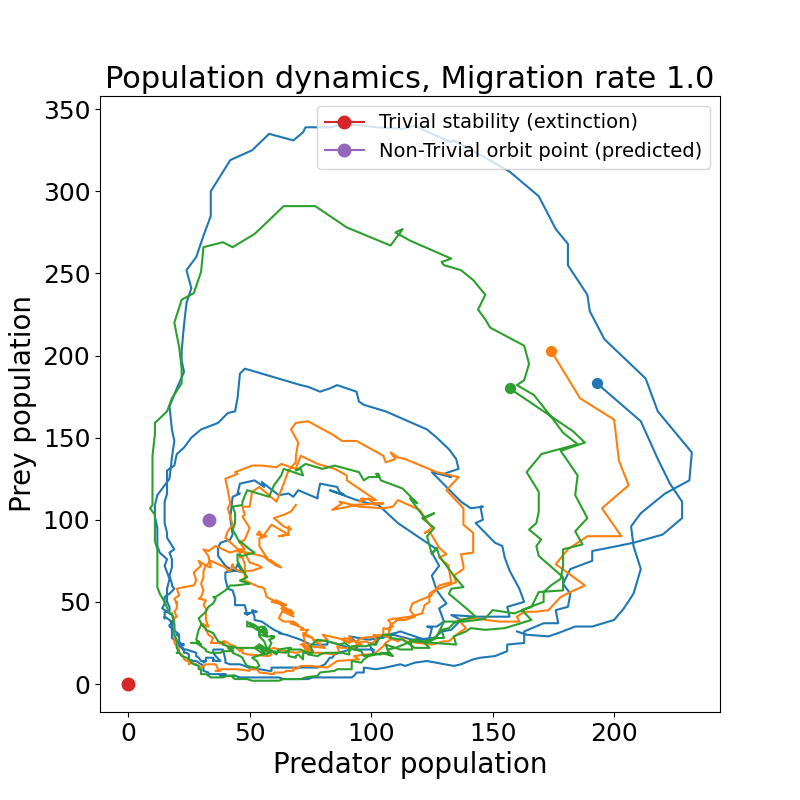 Population dynamics, Migration rate 1.0
Trivial stability (extinction)
Non-Trivial orbit point (predicted)
350
300
250
200
150
100
50
0
Prey population
0
50
100
150
200
Predator population